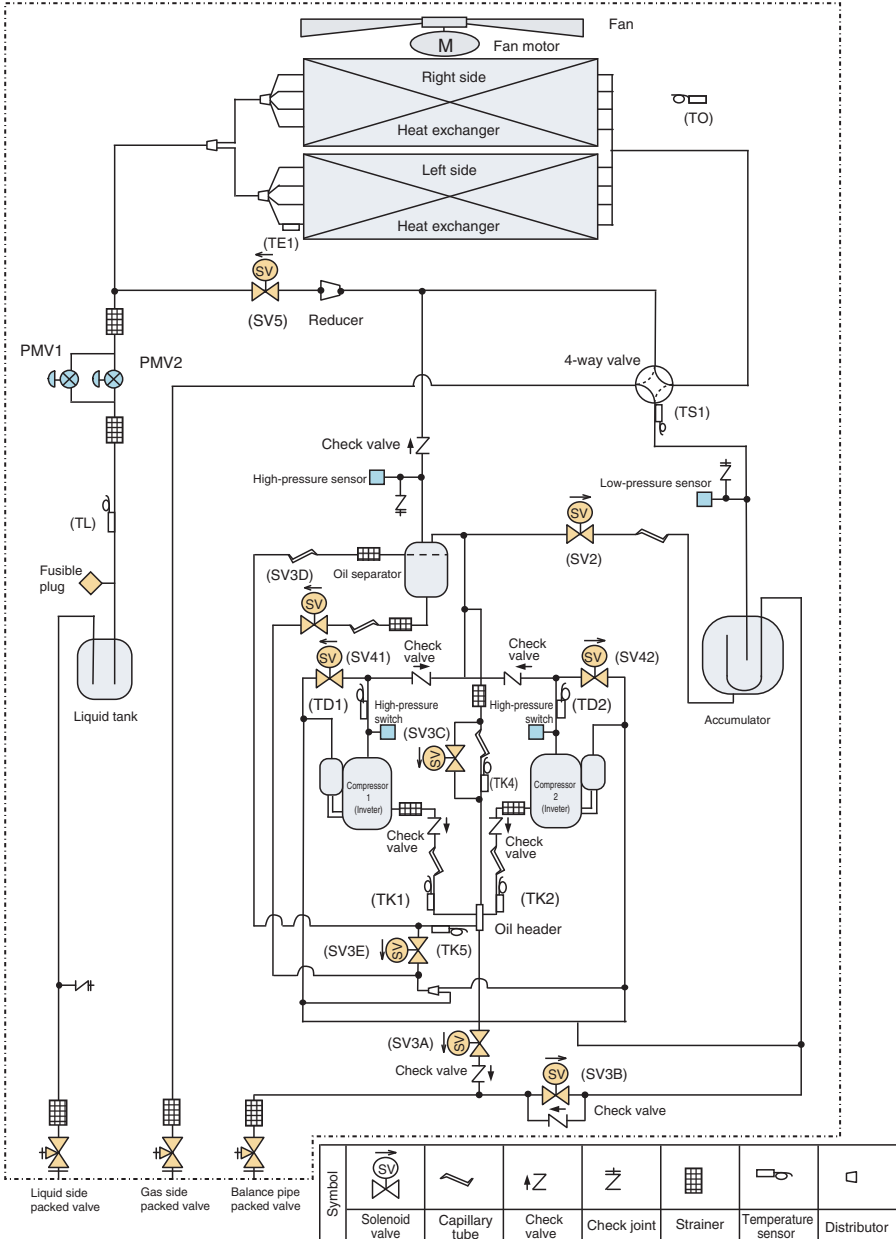 Fan
M
Fan motor
Right side
Heat exchanger
(TO)
Left side
Heat exchanger
(TE1)
SV
(SV5)
Reducer
PMV1
PMV2
4-way valve
(TS1)
Check valve
High-pressure sensor
Low-pressure sensor
(TL)
SV
(SV2)
(SV3D)
Oil separator
Fusible
plug
SV
Check
valve
Check
valve
SV
(SV41)
SV
(SV42)
Liquid tank
(TD1)
High-pressure
switch
High-pressure
switch
(TD2)
Accumulator
(SV3C)
SV
(TK4)
Compressor
1
(Inveter)
Compressor
2
(Inveter)
Check
valve
Check
valve
(TK1)
(TK2)
Oil header
(SV3E)
SV
(TK5)
(SV3A)
SV
Check valve
SV
(SV3B)
Check valve
Liquid side
packed valve
Gas side
packed valve
Balance pipe
packed valve
Symbol
SV
Solenoid
valve
Capillary
tube
Check
valve
Check joint
Strainer
Temperature
sensor
Distributor